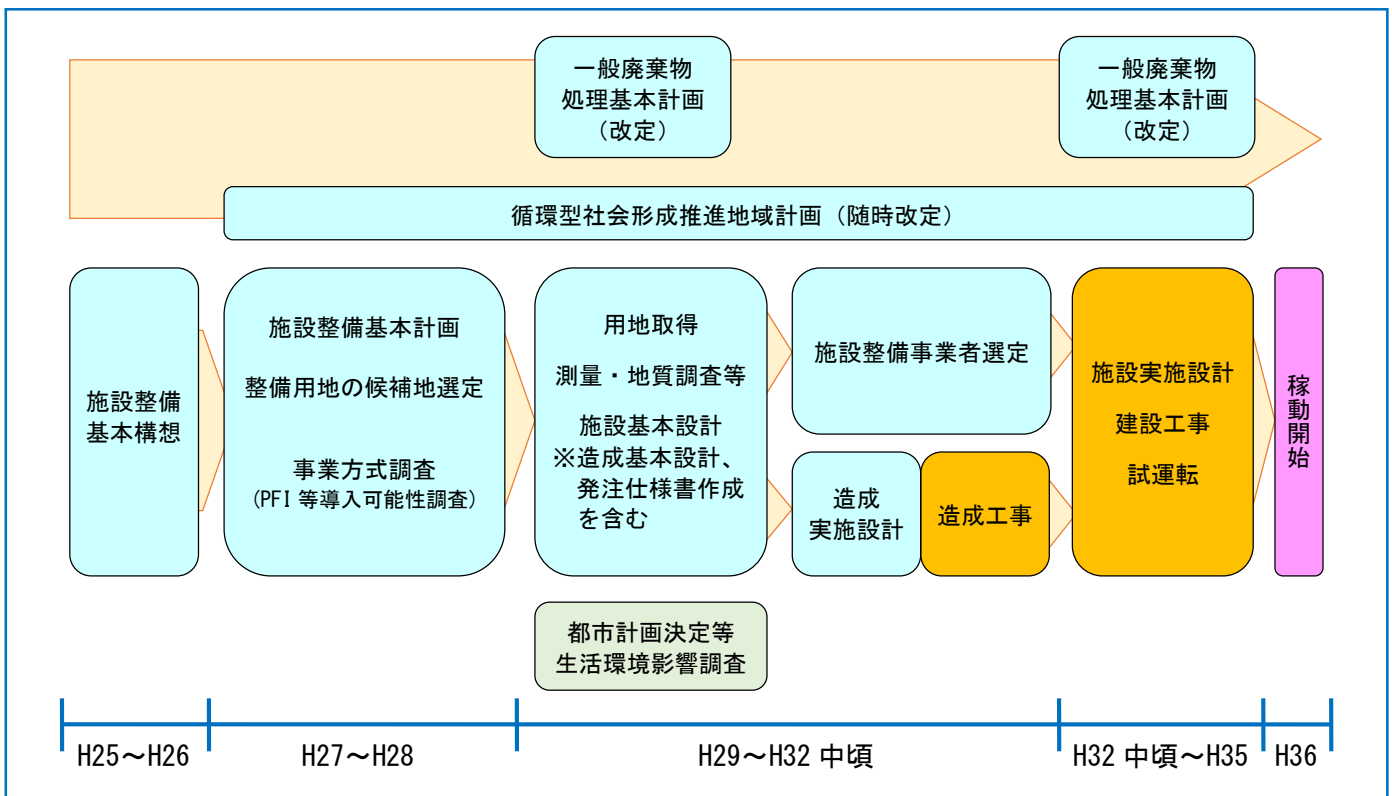 一般廃棄物
処理基本計画
（改定）
一般廃棄物
処理基本計画
（改定）
循環型社会形成推進地域計画（随時改定）
施設整備
基本構想
施設整備基本計画
整備用地の候補地選定
事業方式調査
(PFI 等導入可能性調査)
用地取得
測量・地質調査等
施設基本設計
※造成基本設計、
発注仕様書作成
を含む
施設整備事業者選定
造成
実施設計
造成工事
施設実施設計
建設工事
試運転
稼動開始
都市計画決定等
生活環境影響調査
H25～H26
H27～H28
H29～H32 中頃
H32 中頃～H35
H36